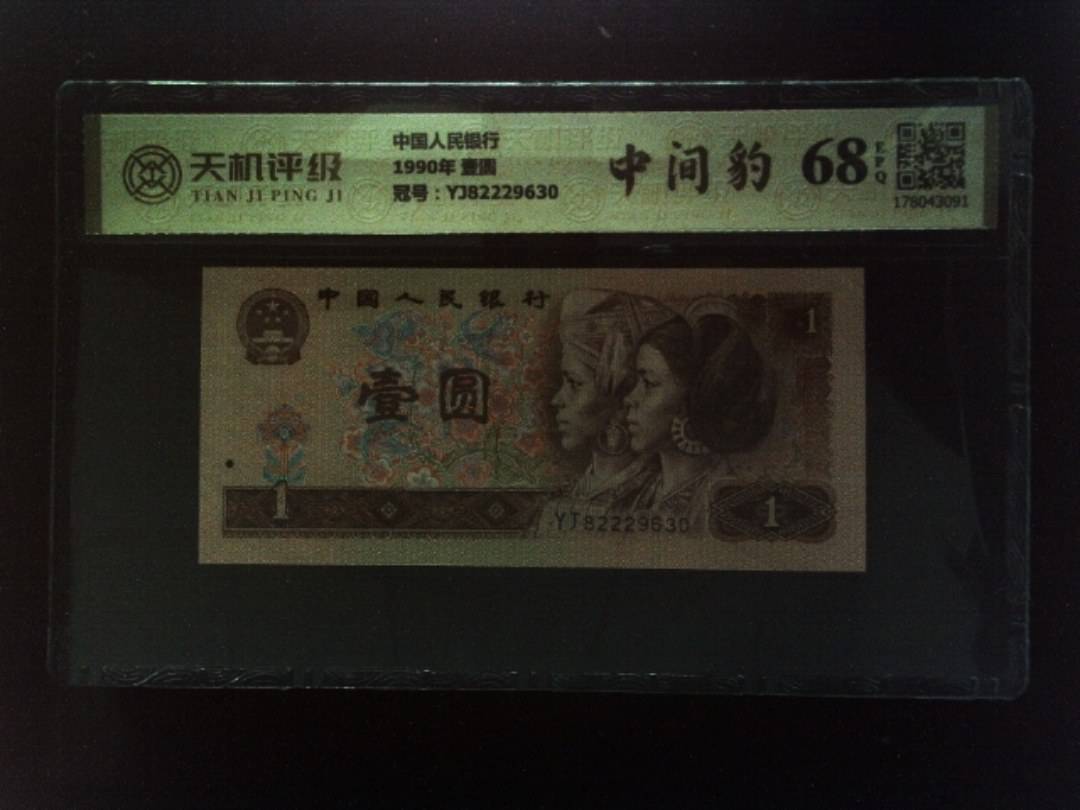 天机评级
TIAN JI PING JI
中国人民银行
1990年 壹圆
冠号：YJ82229630
中间豹
68
EPQ
178043091
中国人民银行
壹圆
1
1
YJ82229630
1